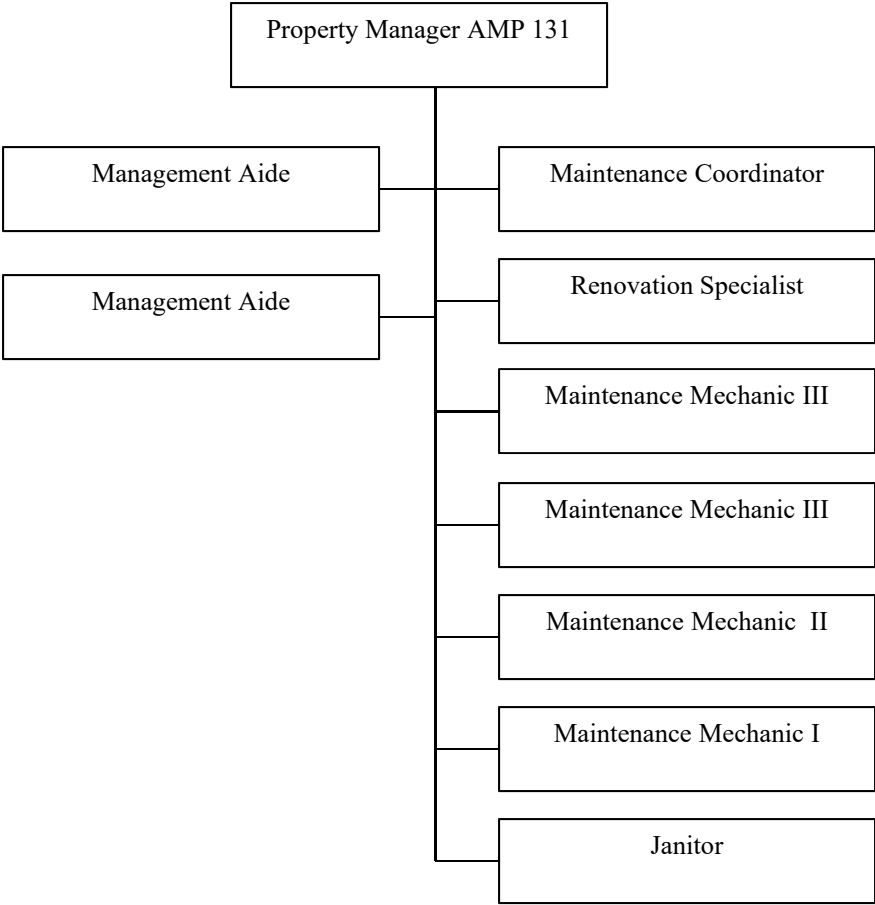 Property Manager AMP 131
Management Aide
Maintenance Coordinator
Management Aide
Renovation Specialist
Maintenance Mechanic III
Maintenance Mechanic III
Maintenance Mechanic  II
Maintenance Mechanic I
Janitor